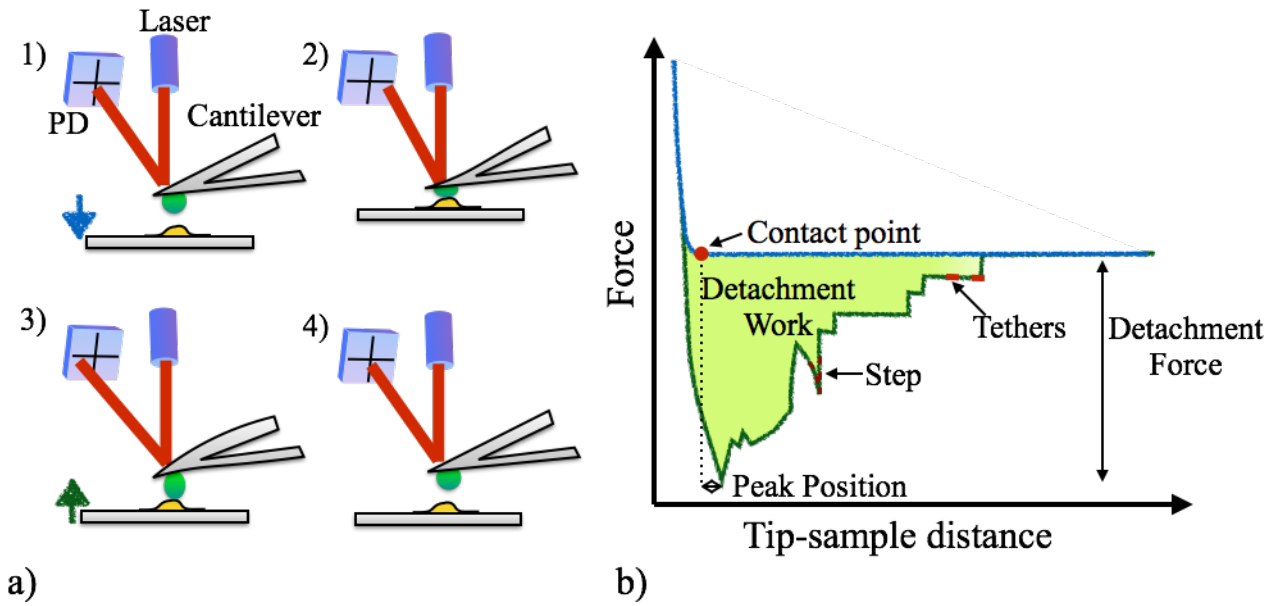 Laser
1)
2)
PD
Cantilever
3)
4)
a)
Force
Contact point
Detachment
Work
Tethers
Step
Detachment
Force
Peak Position
Tip-sample distance
b)